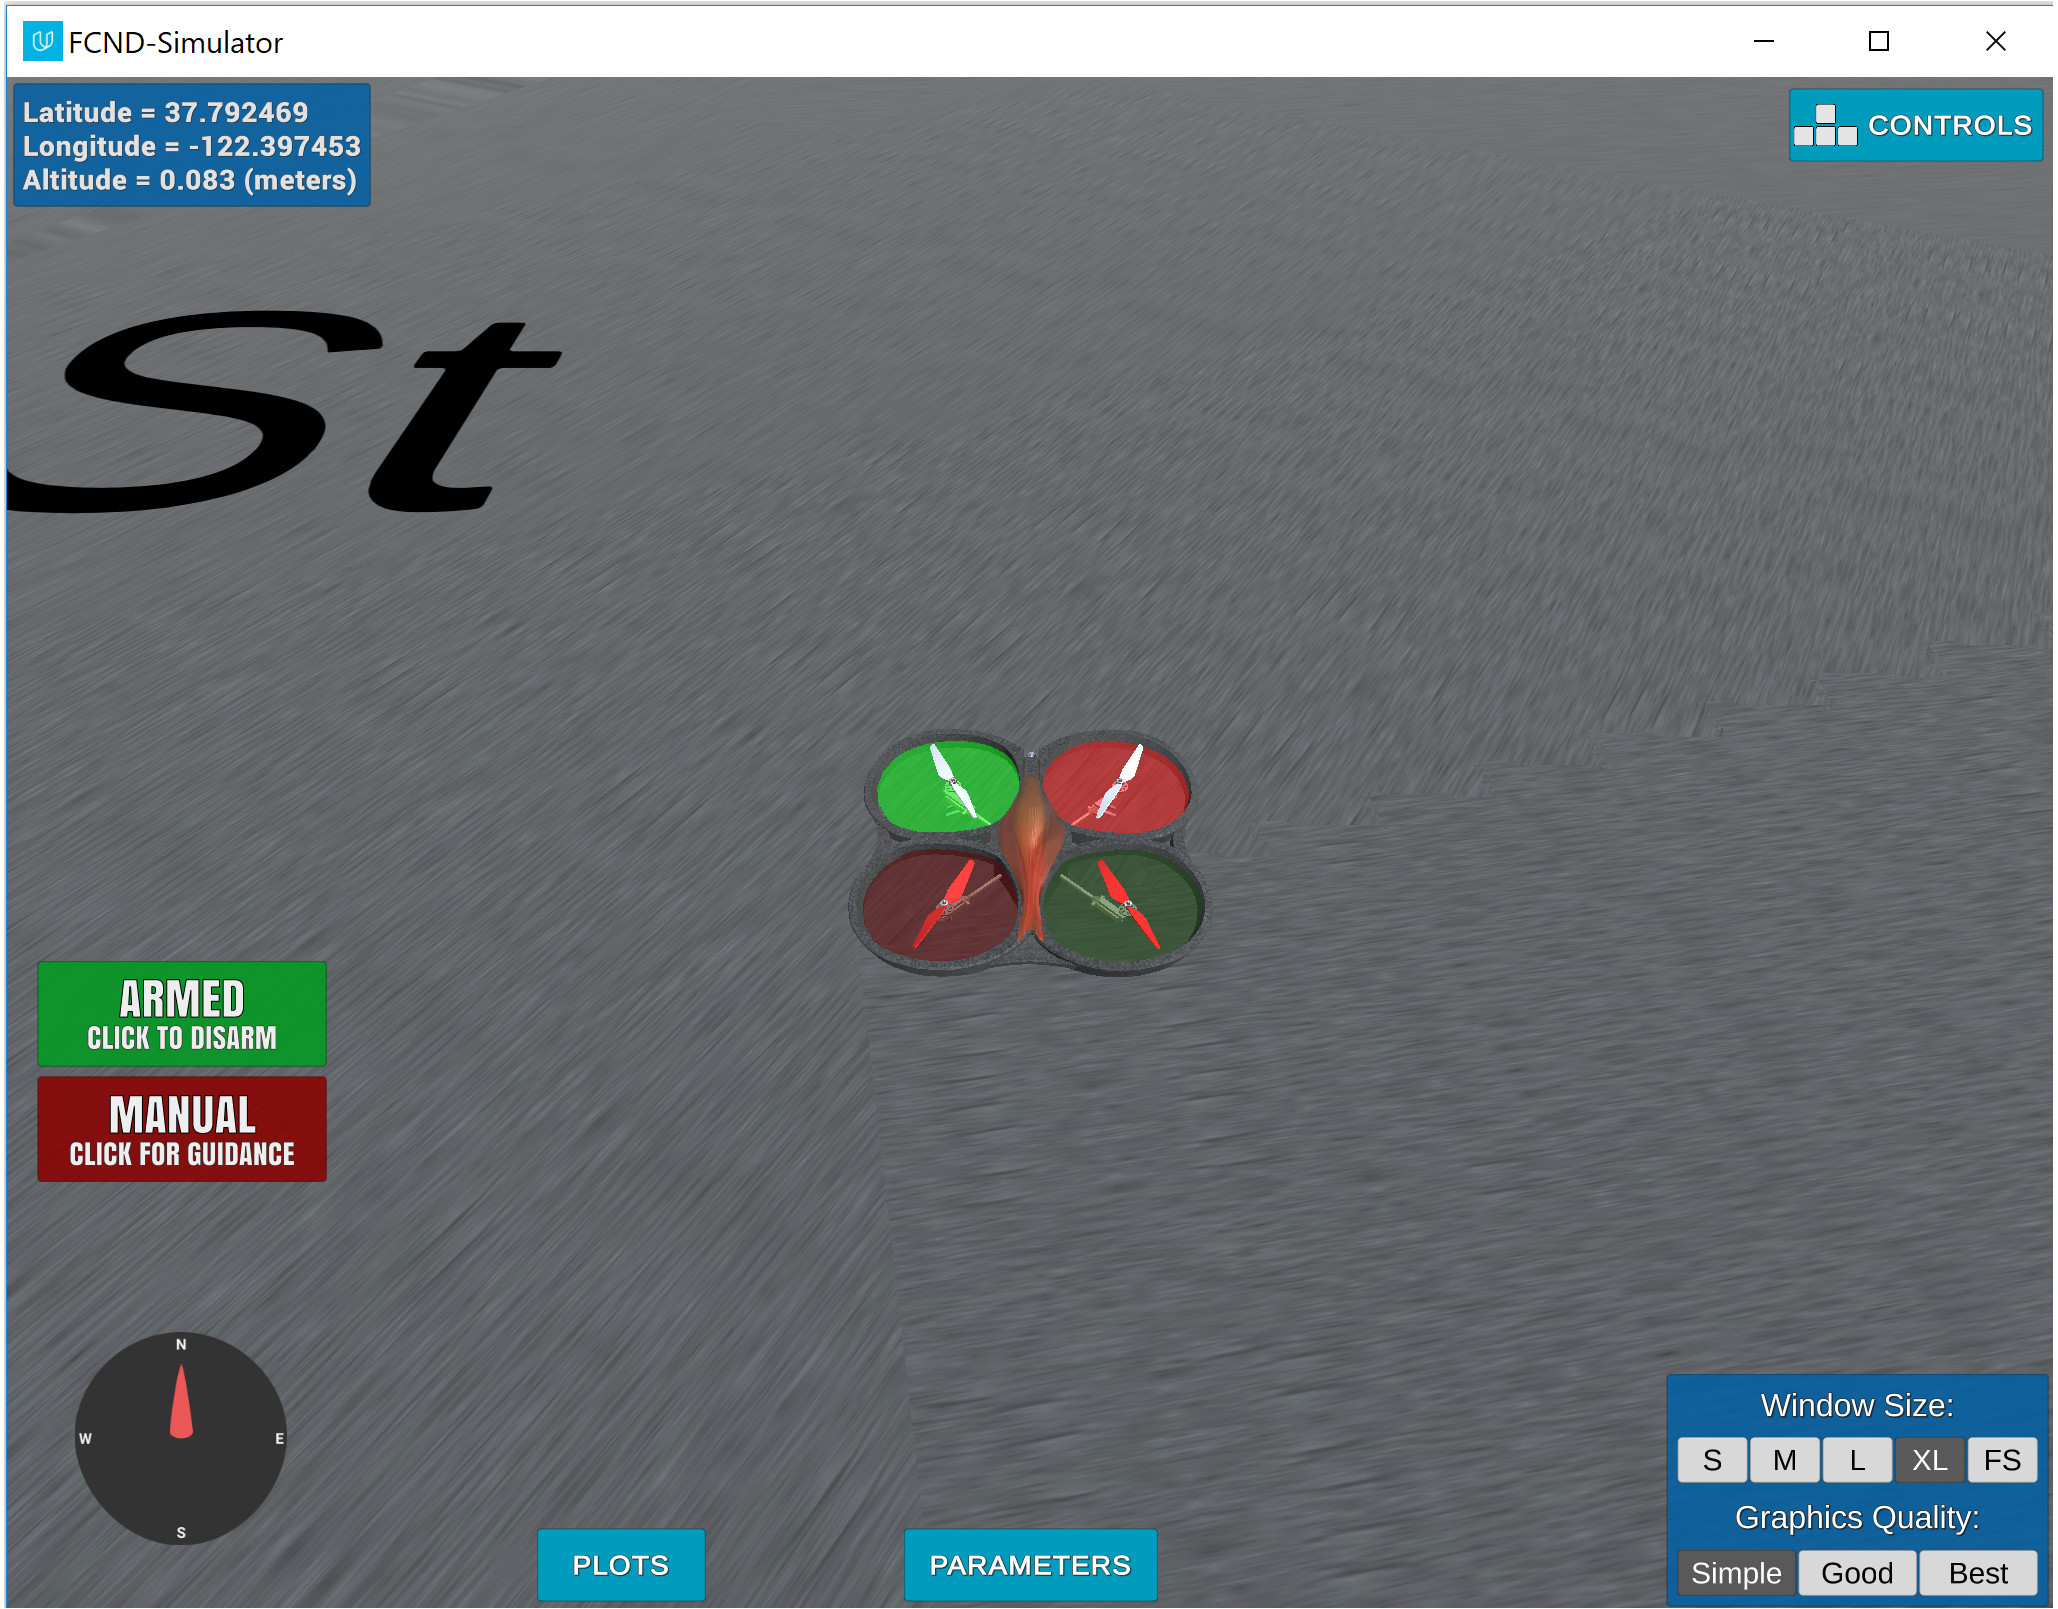 FCND-Simulator
Latitude = 37.792469
Longitude = -122.397453
Altitude = 0.083 (meters)
CONTROLS
St
ARMED
CLICK TO DISARM
MANUAL
CLICK FOR GUIDANCE
N
W E
S
PLOTS
PARAMETERS
Window Size:
S M L XL FS
Graphics Quality:
Simple Good Best